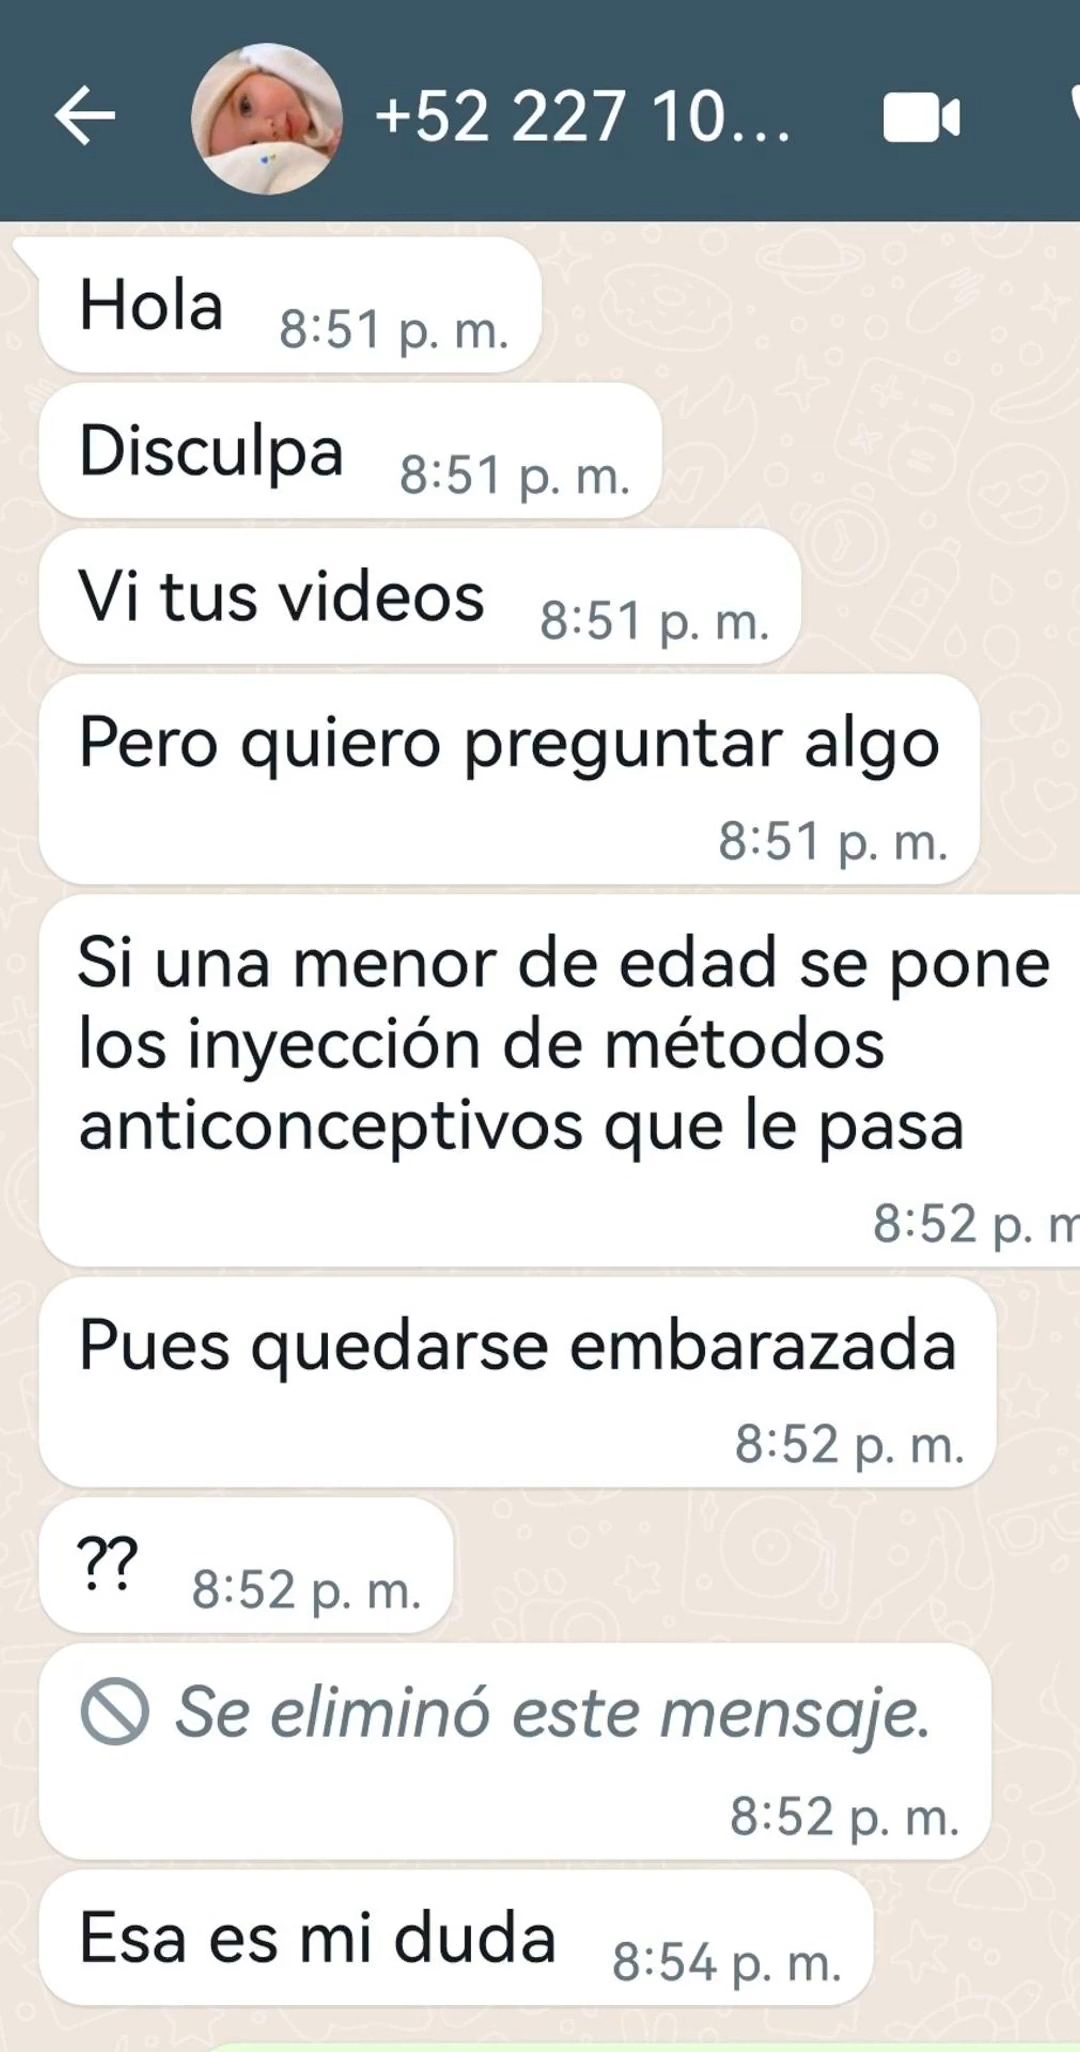 +52 227 10...
Hola
8:51 p. m.
Disculpa
8:51 p. m.
Vi tus videos
8:51 p. m.
Pero quiero preguntar algo
8:51 p. m.
Si una menor de edad se pone
los inyección de métodos
anticonceptivos que le pasa
8:52 p. m
Pues quedarse embarazada
8:52 p. m.
??
8:52 p. m.
Se eliminó este mensaje.
8:52 p. m.
Esa es mi duda
8:54 p. m.